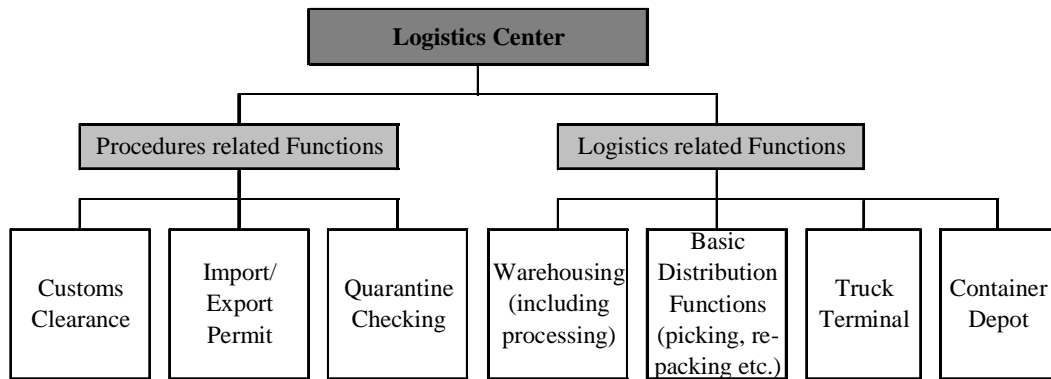 Logistics Center
Procedures related Functions
Logistics related Functions
Customs
Clearance
Import/
Export
Permit
Quarantine
Checking
Warehousing
(including
processing)
Basic
Distribution
Functions
(picking, re-
packing etc.)
Truck
Terminal
Container
Depot